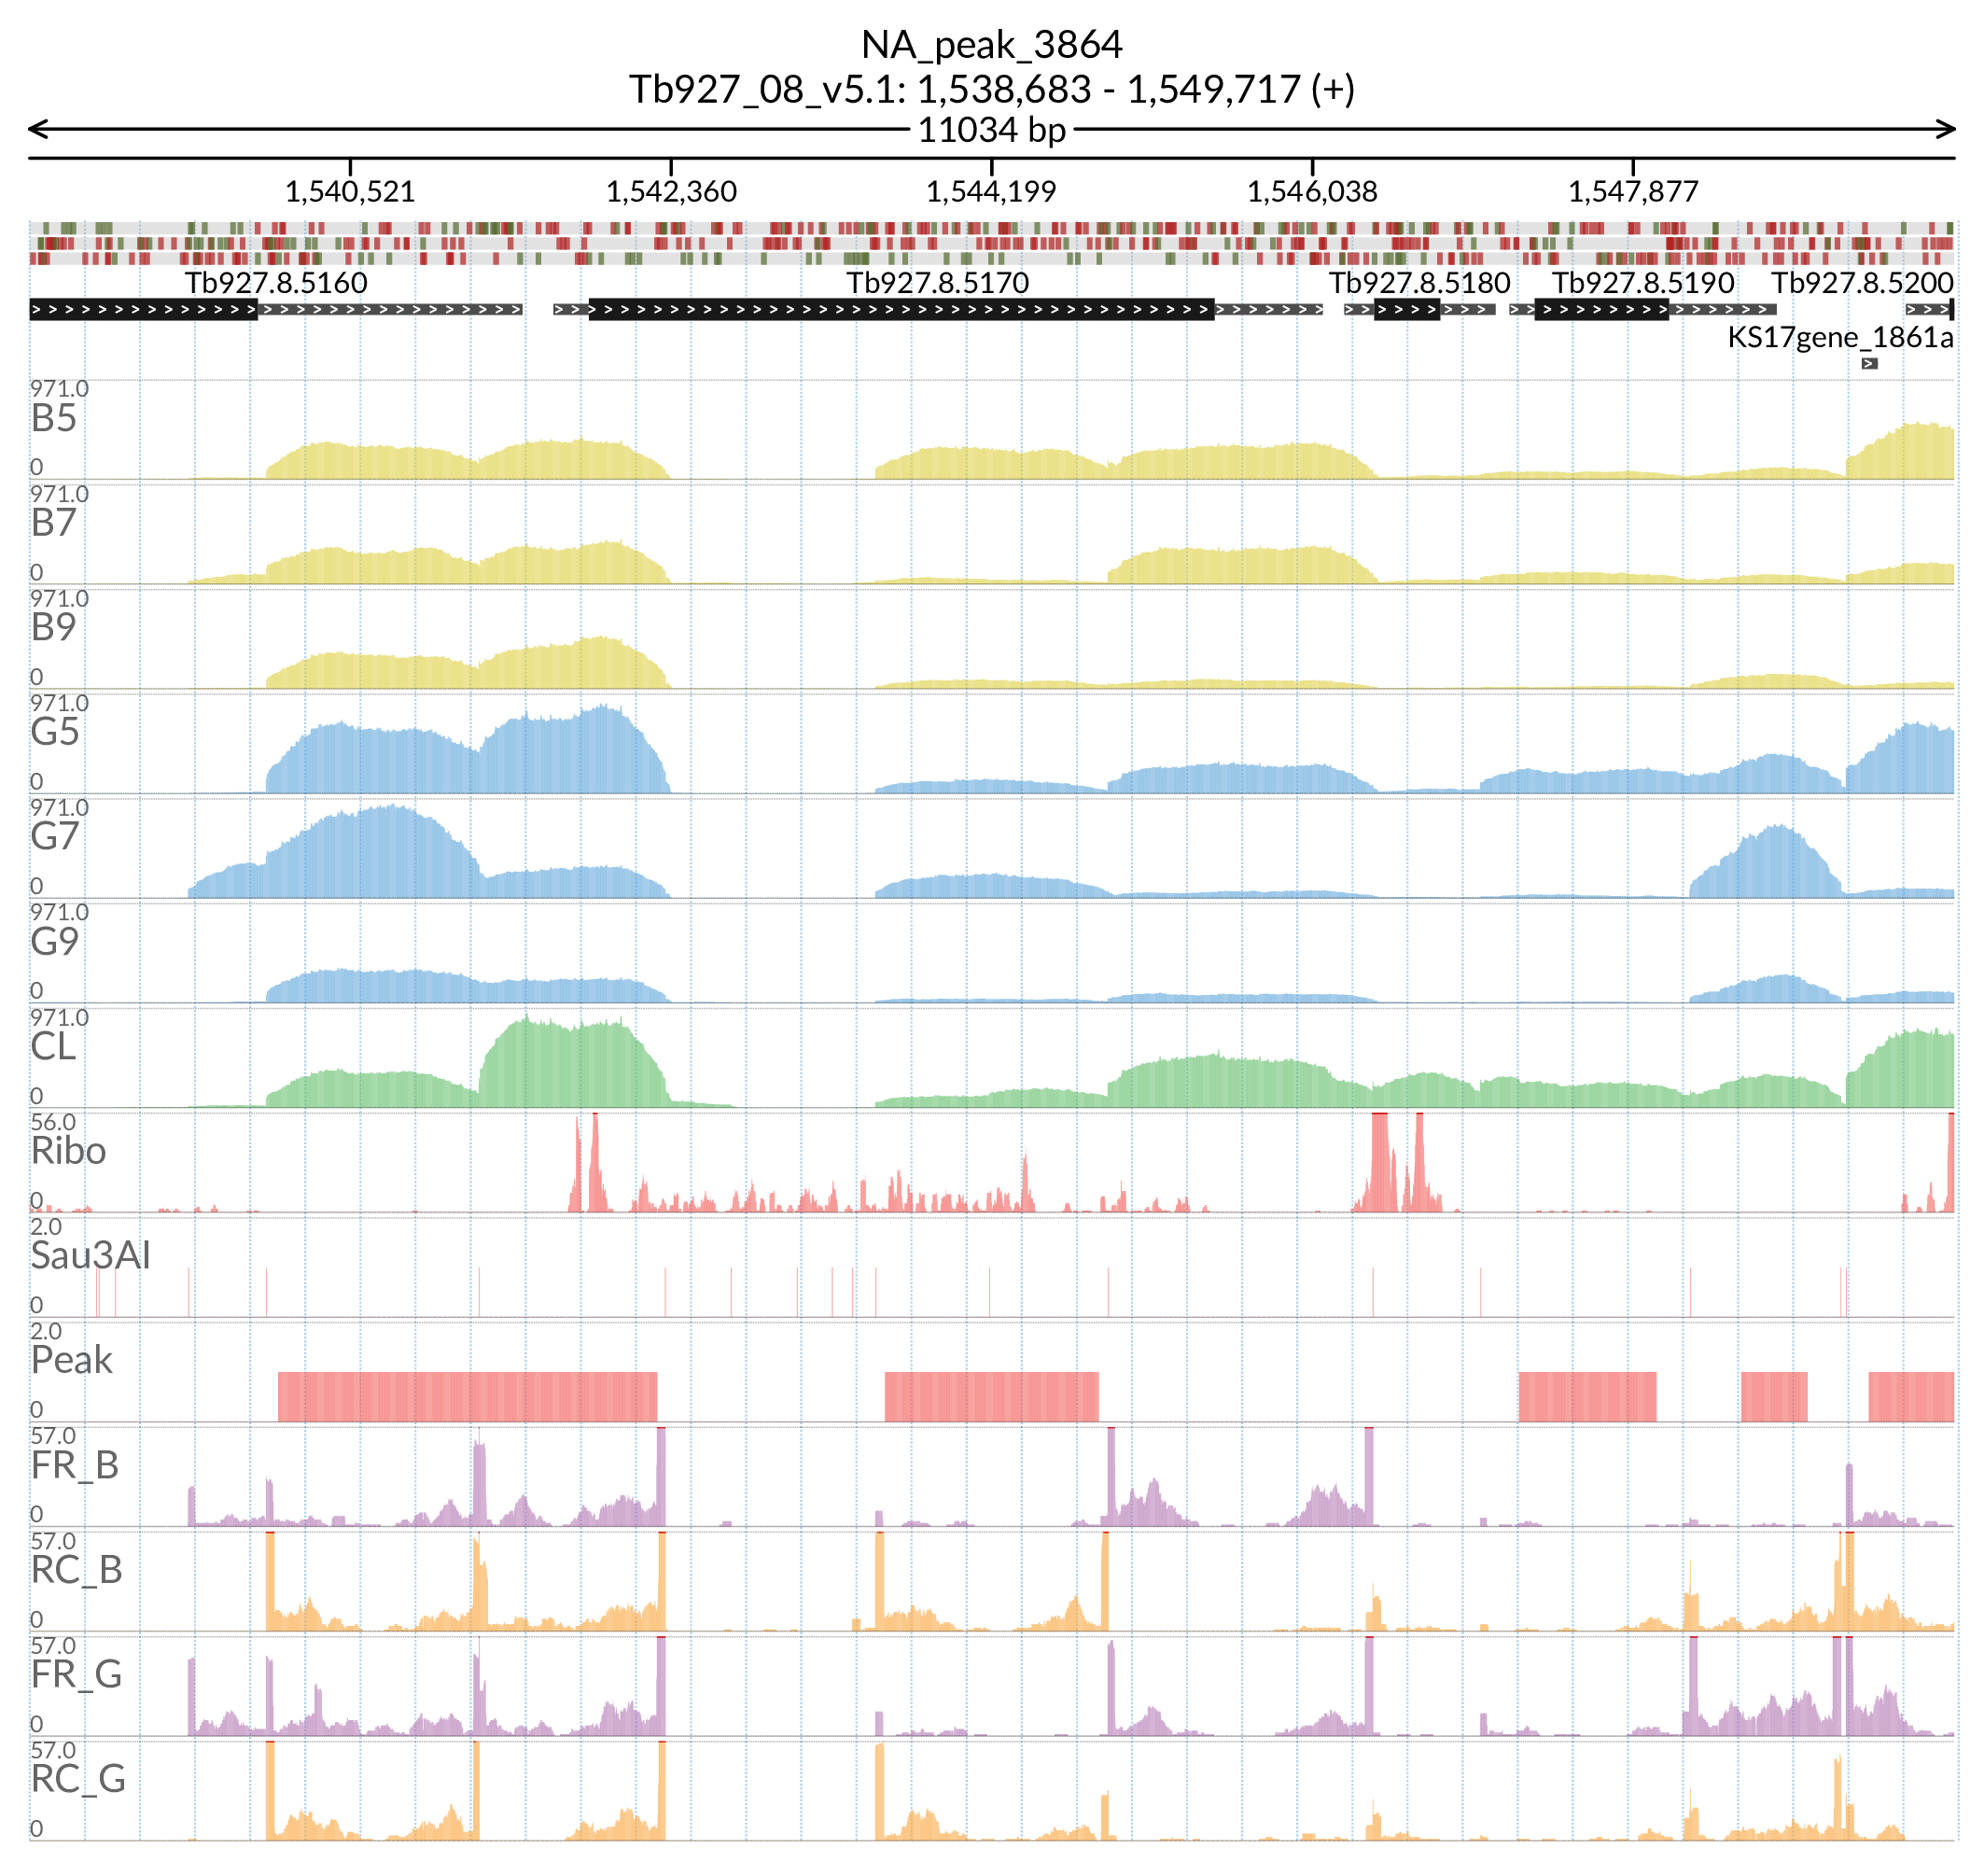 NA_peak_3864
Tb927_08_v5.1: 1,538,683 - 1,549,717 (+)
11034 bp
1,540,521 1,542,360 1,544,199 1,546,038 1,547,877
Tb927.8.5160 Tb927.8.5170 Tb927.8.5180 Tb927.8.5190 Tb927.8.5200
KS17gene_1861a
971.0
B5
0
971.0
B7
0
971.0
B9
0
971.0
G5
0
971.0
G7
0
971.0
G9
0
971.0
CL
0
56.0
Ribo
0
2.0
Sau3AI
0
2.0
Peak
0
57.0
FR_B
0
57.0
RC_B
0
57.0
FR_G
0
57.0
RC_G
0